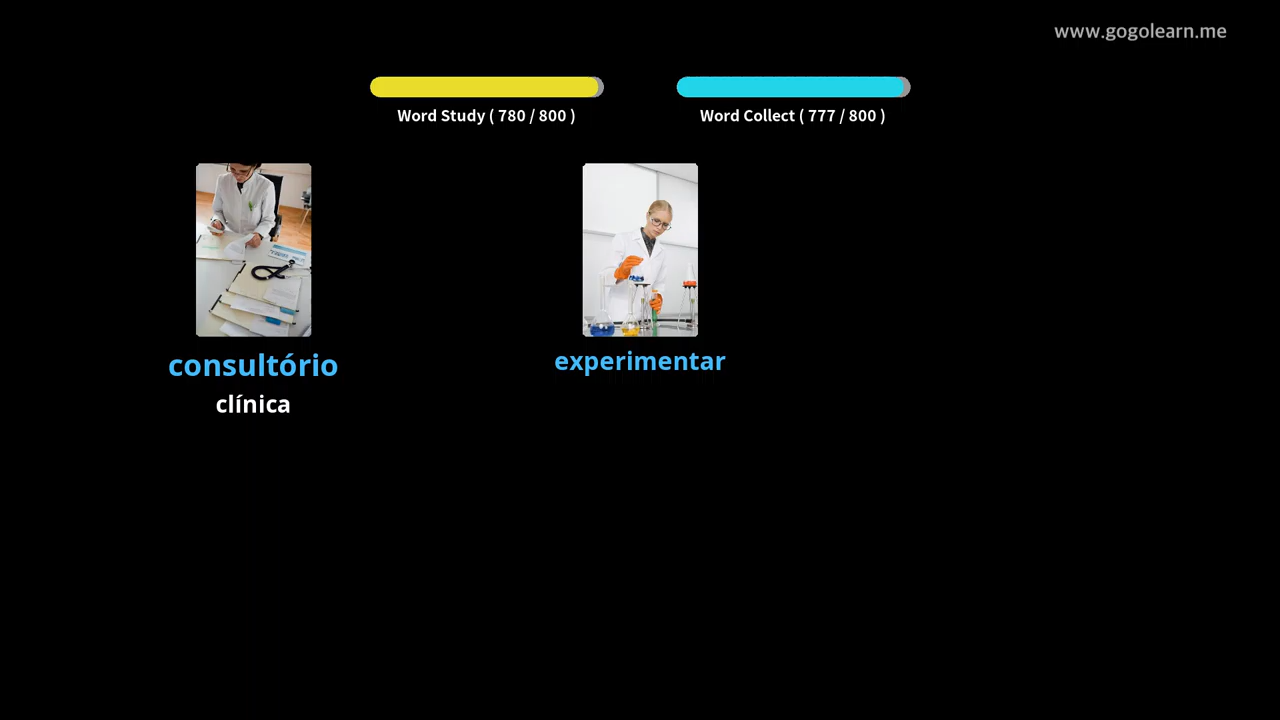 www.gogolearn.me
Word Study ( 780 / 800 )
Word Collect ( 777 / 800 )
consultório
clínica
experimentar